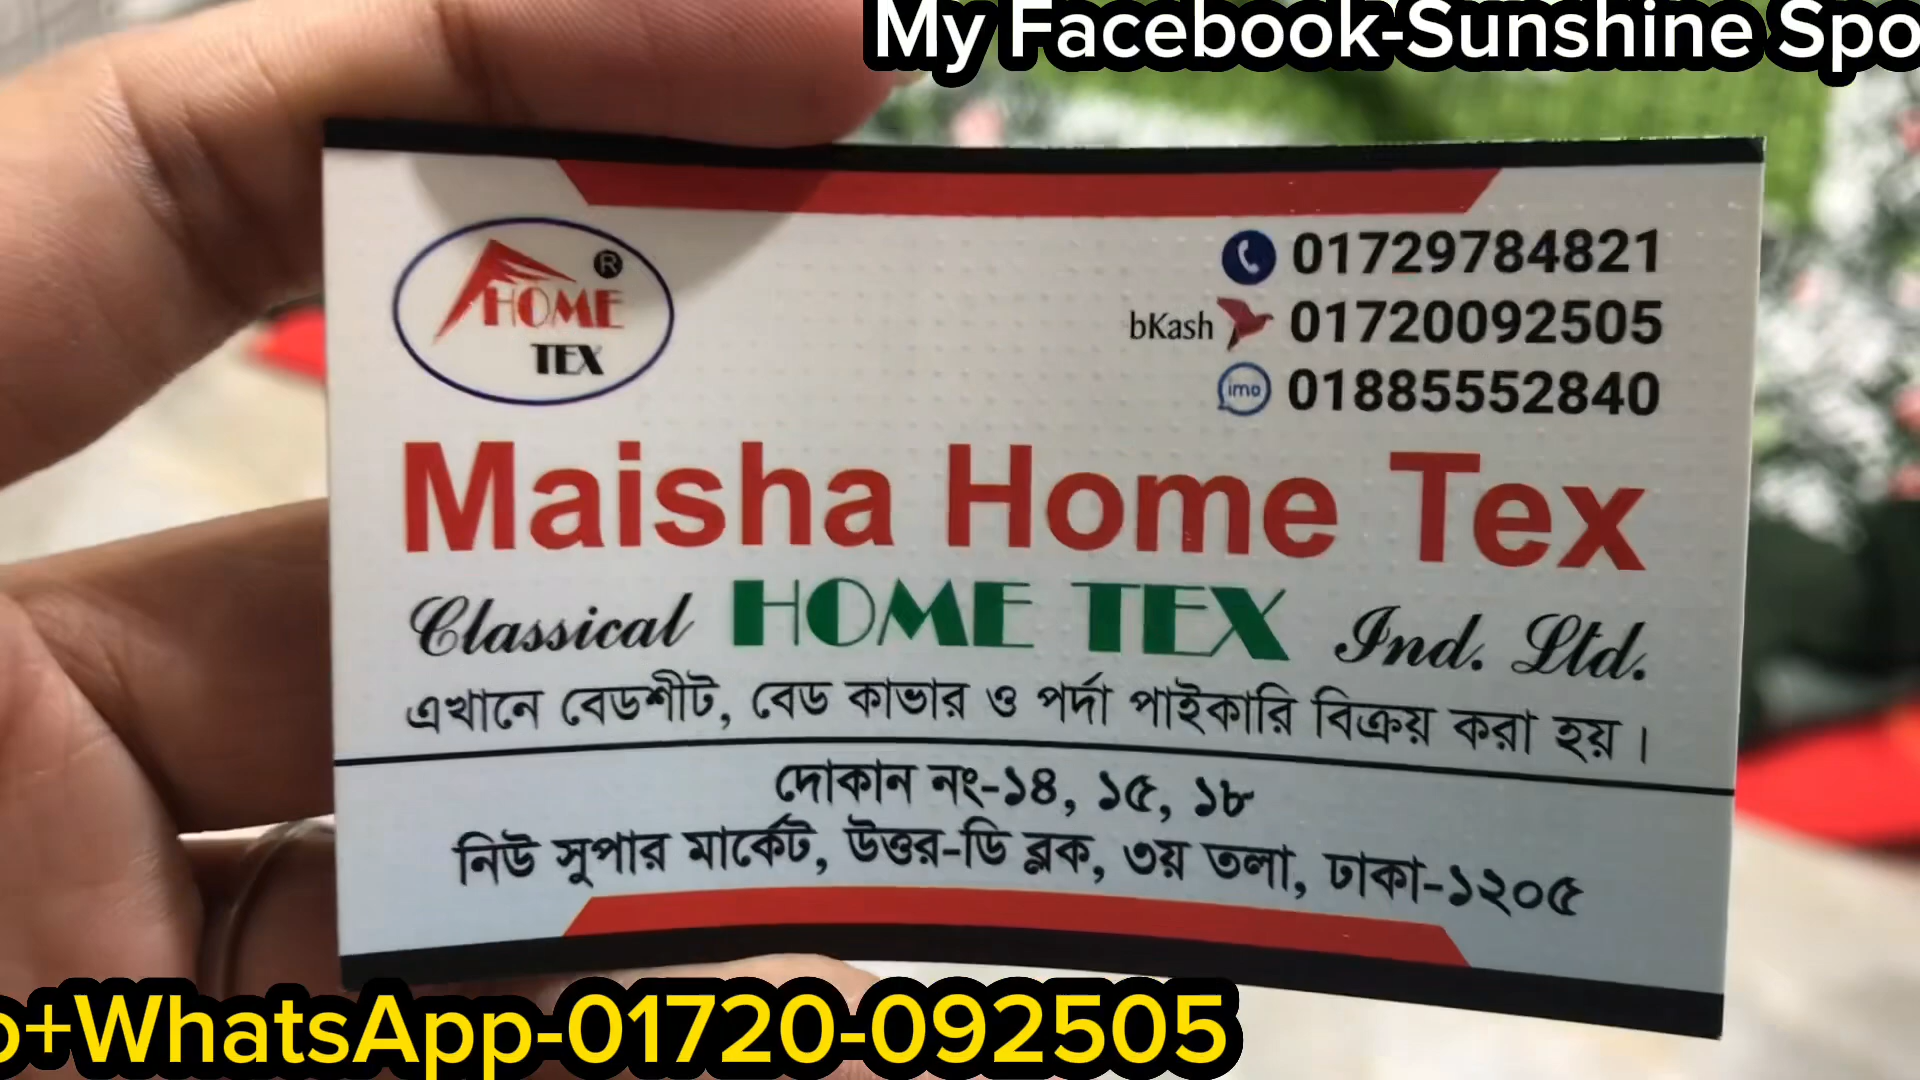 My Facebook-Sunshine Spo
HOME ®
TEX
01729784821
bKash 01720092505
imo 01885552840
Maisha Home Tex
Classical HOME TEX Ind. Ltd.
এখানে বেডশীট, বেড কাভার ও পর্দা পাইকারি বিক্রয় করা হয়।
দোকান নং-১৪, ১৫, ১৮
নিউ সুপার মার্কেট, উত্তর-ডি ব্লক, ৩য় তলা, ঢাকা-১২০৫
o+WhatsApp-01720-092505